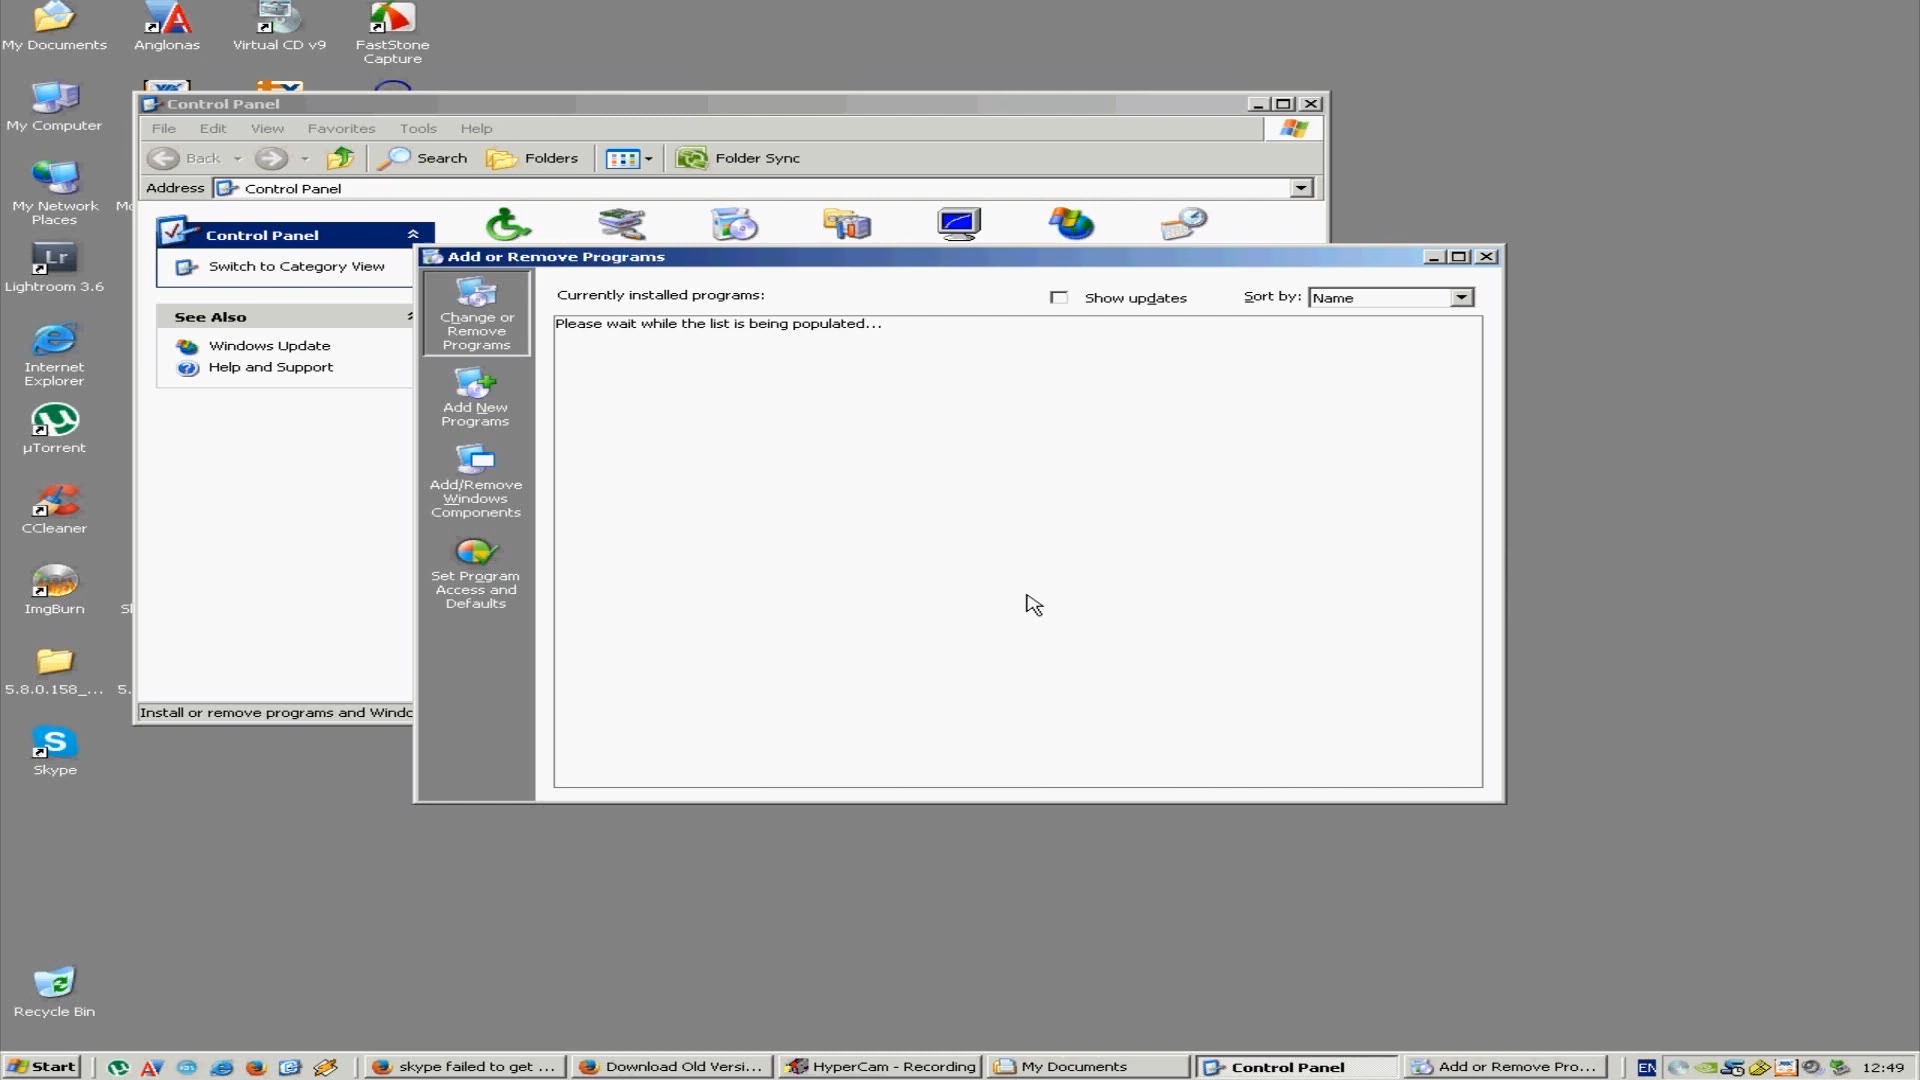 My Documents
Anglonas
Virtual CD v9
FastStone
Capture
My Computer
My Network
Places
Lr
Lightroom 3.6
Internet
Explorer
µTorrent
CCleaner
ImgBurn
5.8.0.158_...
5.
S
Skype
Recycle Bin
Control Panel
File Edit View Favorites Tools Help
Back Search Folders Folder Sync
Address Control Panel
Control Panel
Switch to Category View
See Also
Windows Update
Help and Support
Install or remove programs and Windo
Add or Remove Programs
Change or
Remove
Programs
Add New
Programs
Add/Remove
Windows
Components
Set Program
Access and
Defaults
Currently installed programs:
Show updates
Sort by: Name
Please wait while the list is being populated...
Start
skype failed to get ...
Download Old Versi...
HyperCam - Recording
My Documents
Control Panel
Add or Remove Pro...
EN
12:49